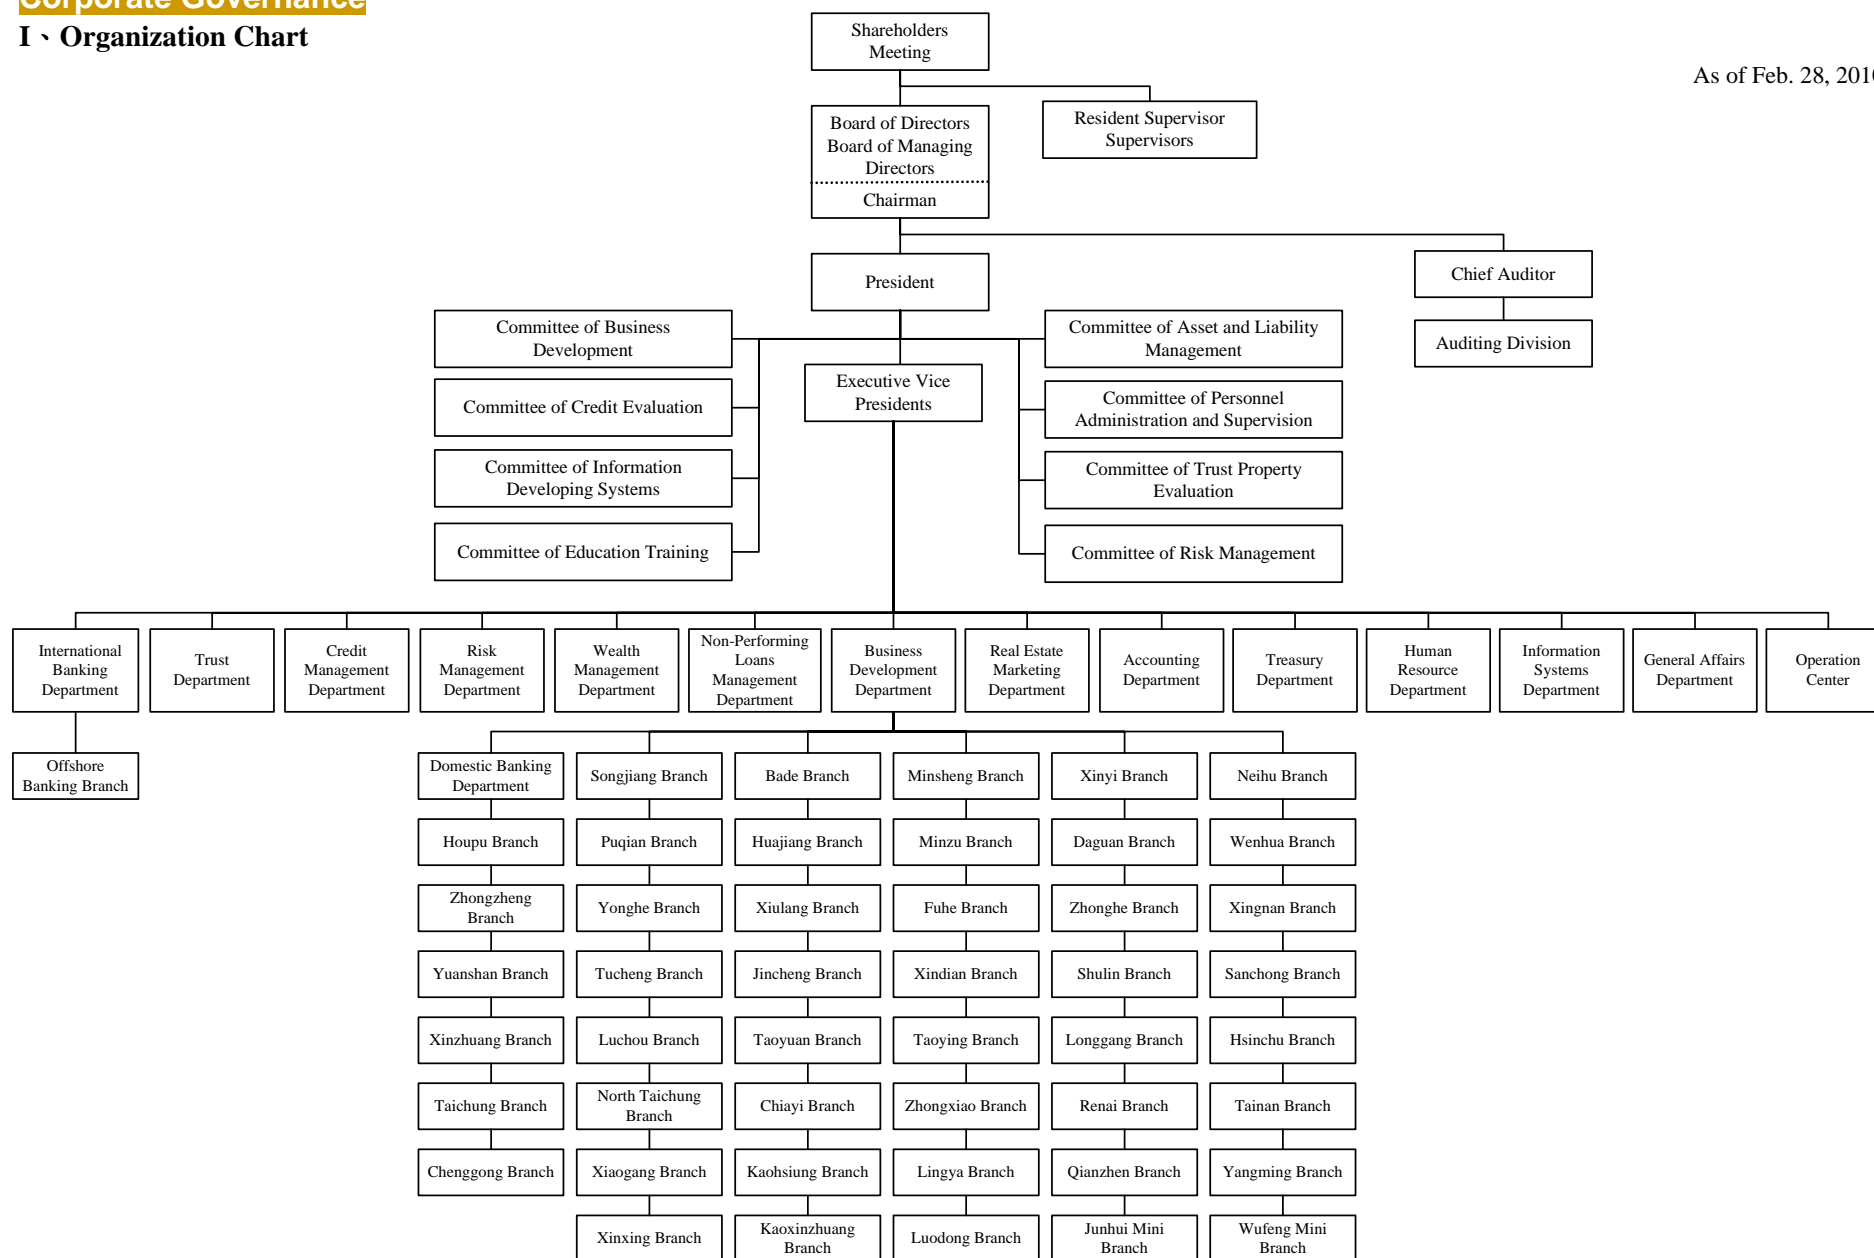 Corporate Governance
I、Organization Chart
As of Feb. 28, 2010
Shareholders
Meeting
Board of Directors
Board of Managing
Directors
Chairman
Resident Supervisor
Supervisors
President
Chief Auditor
Auditing Division
Committee of Business
Development
Committee of Asset and Liability
Management
Executive Vice
Presidents
Committee of Credit Evaluation
Committee of Personnel
Administration and Supervision
Committee of Information
Developing Systems
Committee of Trust Property
Evaluation
Committee of Education Training
Committee of Risk Management
International
Banking
Department
Trust
Department
Credit
Management
Department
Risk
Management
Department
Wealth
Management
Department
Non-Performing
Loans
Management
Department
Business
Development
Department
Real Estate
Marketing
Department
Accounting
Department
Treasury
Department
Human
Resource
Department
Information
Systems
Department
General Affairs
Department
Operation
Center
Offshore
Banking Branch
Domestic Banking
Department
Songjiang Branch
Bade Branch
Minsheng Branch
Xinyi Branch
Neihu Branch
Houpu Branch
Puqian Branch
Huajiang Branch
Minzu Branch
Daguan Branch
Wenhua Branch
Zhongzheng
Branch
Yonghe Branch
Xiulang Branch
Fuhe Branch
Zhonghe Branch
Xingnan Branch
Yuanshan Branch
Tucheng Branch
Jincheng Branch
Xindian Branch
Shulin Branch
Sanchong Branch
Xinzhuang Branch
Luchou Branch
Taoyuan Branch
Taoying Branch
Longgang Branch
Hsinchu Branch
Taichung Branch
North Taichung
Branch
Chiayi Branch
Zhongxiao Branch
Renai Branch
Tainan Branch
Chenggong Branch
Xiaogang Branch
Kaohsiung Branch
Lingya Branch
Qianzhen Branch
Yangming Branch
Xinxing Branch
Kaoxinzhuang
Branch
Luodong Branch
Junhui Mini
Branch
Wufeng Mini
Branch